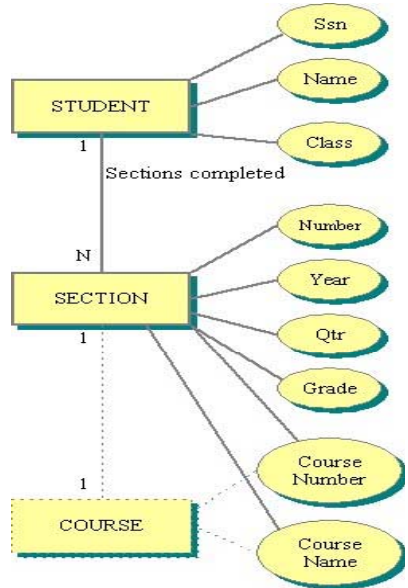 Ssn
Name
STUDENT
Class
1
Sections completed
Number
N
Year
SECTION
1
Qtr
Grade
Course
Number
1
COURSE
Course
Name